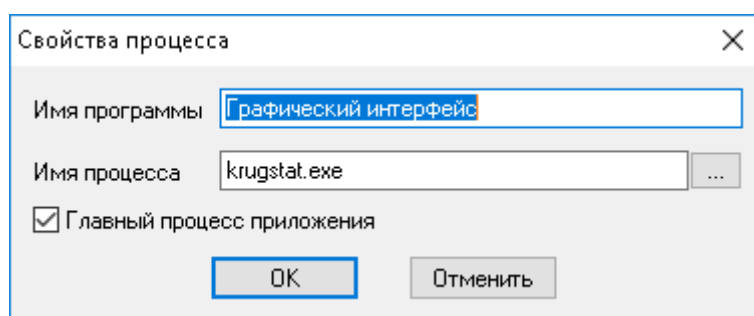 Свойства процесса
Имя программы Графический интерфейс
Имя процесса krugstat.exe ...
Главный процесс приложения
OK Отменить